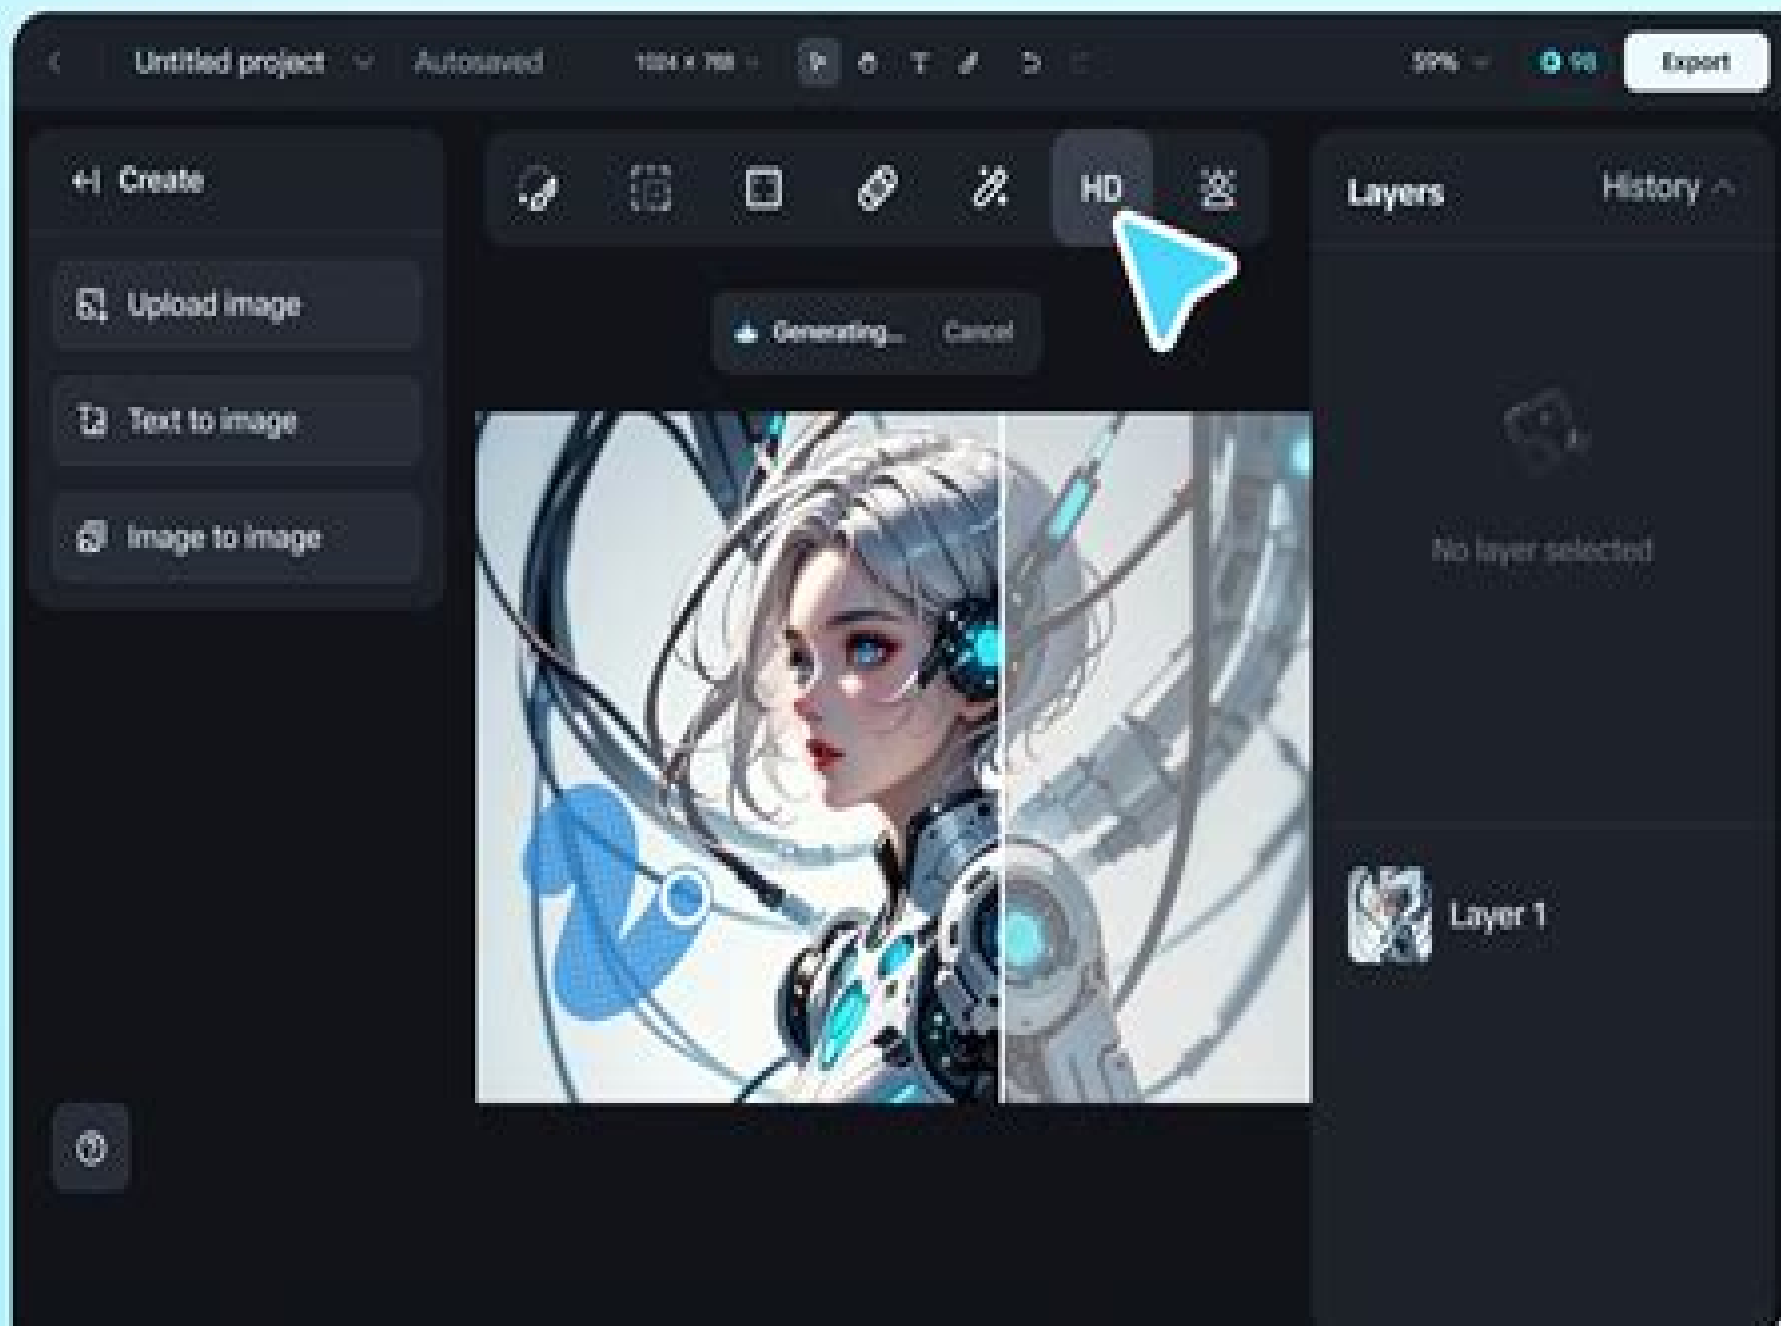 Untitled project
Autosaved
59%
Export
Create
Upload image
Text to image
Image to image
HD
Generating...
Cancel
Layers
History
No layer selected
Layer 1